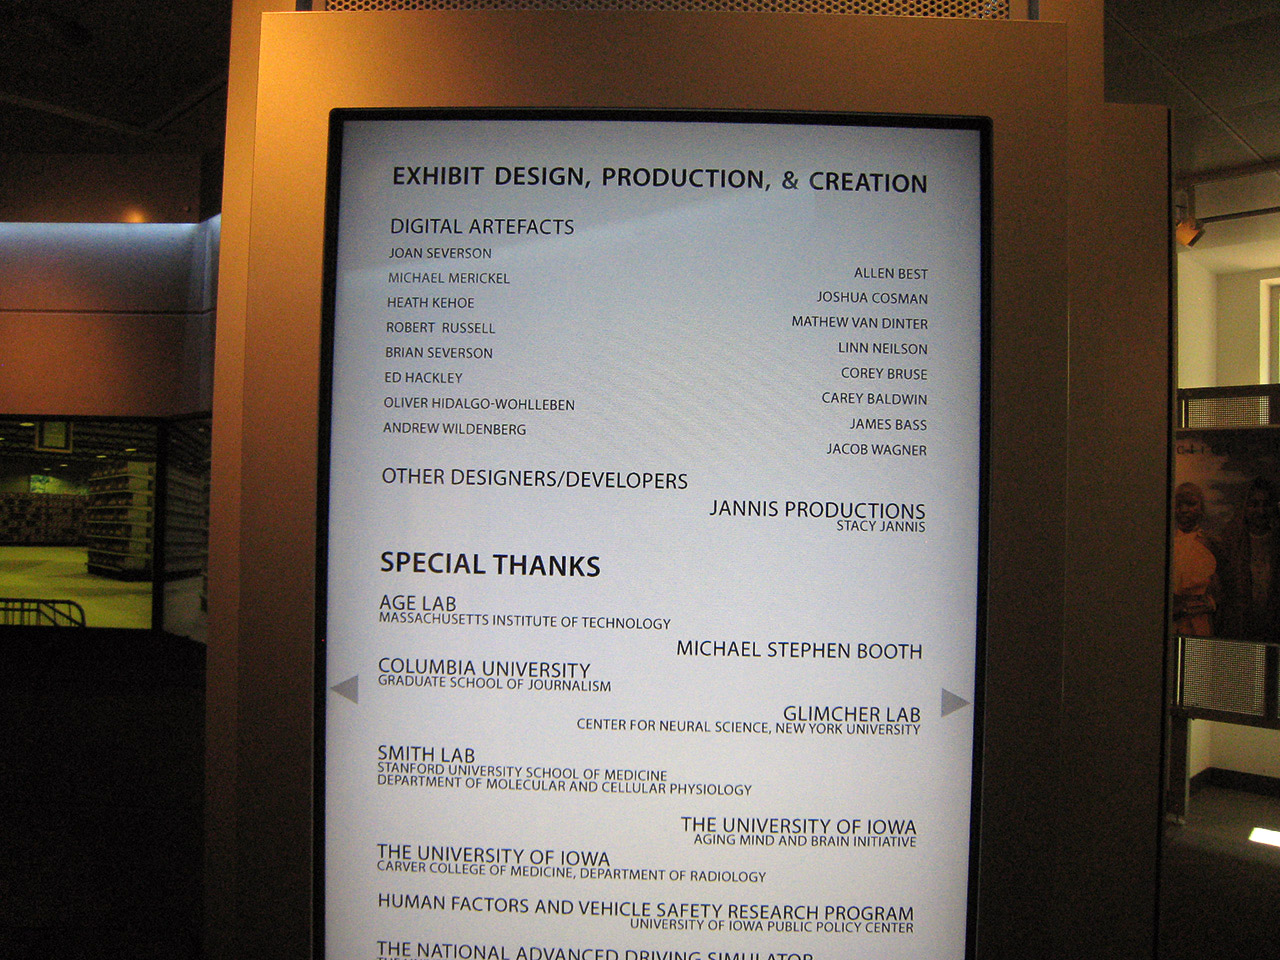 EXHIBIT DESIGN, PRODUCTION, & CREATION
DIGITAL ARTEFACTS
JOAN SEVERSON
MICHAEL MERICKEL
HEATH KEHOE
ROBERT RUSSELL
BRIAN SEVERSON
ED HACKLEY
OLIVER HIDALGO-WOHLLEBEN
ANDREW WILDENBERG
ALLEN BEST
JOSHUA COSMAN
MATHEW VAN DINTER
LINN NEILSON
COREY BRUSE
CAREY BALDWIN
JAMES BASS
JACOB WAGNER
OTHER DESIGNERS/DEVELOPERS
JANNIS PRODUCTIONS
STACY JANNIS
SPECIAL THANKS
AGE LAB
MASSACHUSETTS INSTITUTE OF TECHNOLOGY
MICHAEL STEPHEN BOOTH
COLUMBIA UNIVERSITY
GRADUATE SCHOOL OF JOURNALISM
GLIMCHER LAB
CENTER FOR NEURAL SCIENCE, NEW YORK UNIVERSITY
SMITH LAB
STANFORD UNIVERSITY SCHOOL OF MEDICINE
DEPARTMENT OF MOLECULAR AND CELLULAR PHYSIOLOGY
THE UNIVERSITY OF IOWA
AGING MIND AND BRAIN INITIATIVE
THE UNIVERSITY OF IOWA
CARVER COLLEGE OF MEDICINE, DEPARTMENT OF RADIOLOGY
HUMAN FACTORS AND VEHICLE SAFETY RESEARCH PROGRAM
UNIVERSITY OF IOWA PUBLIC POLICY CENTER
THE NATIONAL ADVANCED DRIVING SIMULATOR